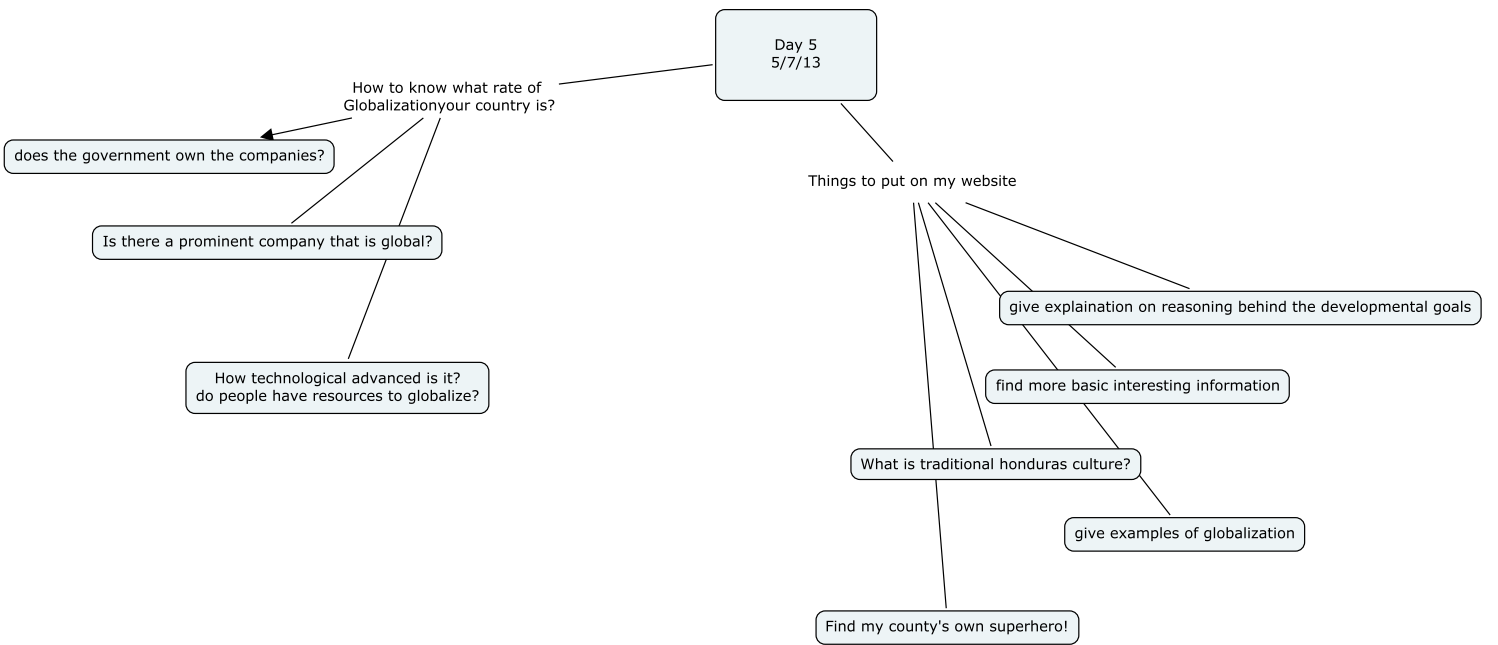 Day 5
5/7/13
How to know what rate of
Globalizationyour country is?
does the government own the companies?
Is there a prominent company that is global?
How technological advanced is it?
do people have resources to globalize?
Things to put on my website
give explaination on reasoning behind the developmental goals
find more basic interesting information
What is traditional honduras culture?
give examples of globalization
Find my county's own superhero!